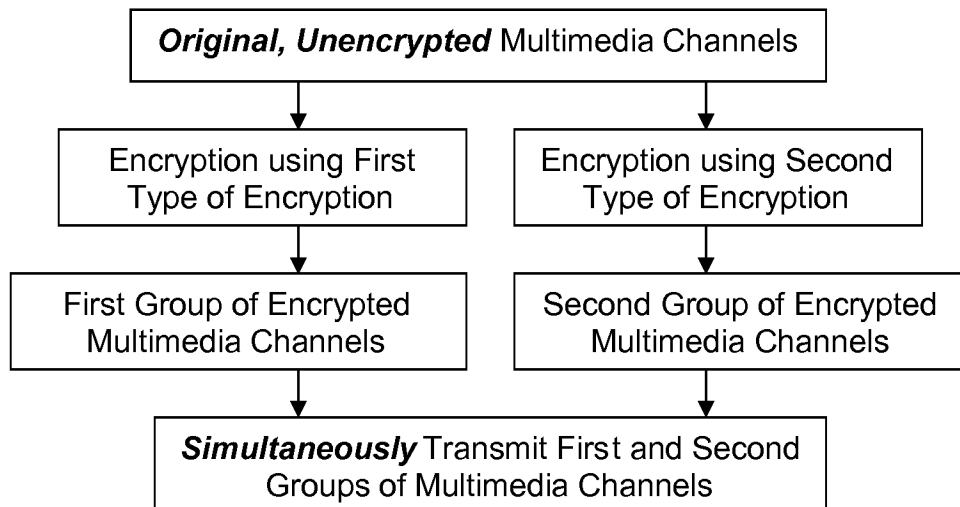 Original, Unencrypted Multimedia Channels
Encryption using First
Type of Encryption
Encryption using Second
Type of Encryption
First Group of Encrypted
Multimedia Channels
Second Group of Encrypted
Multimedia Channels
Simultaneously Transmit First and Second
Groups of Multimedia Channels